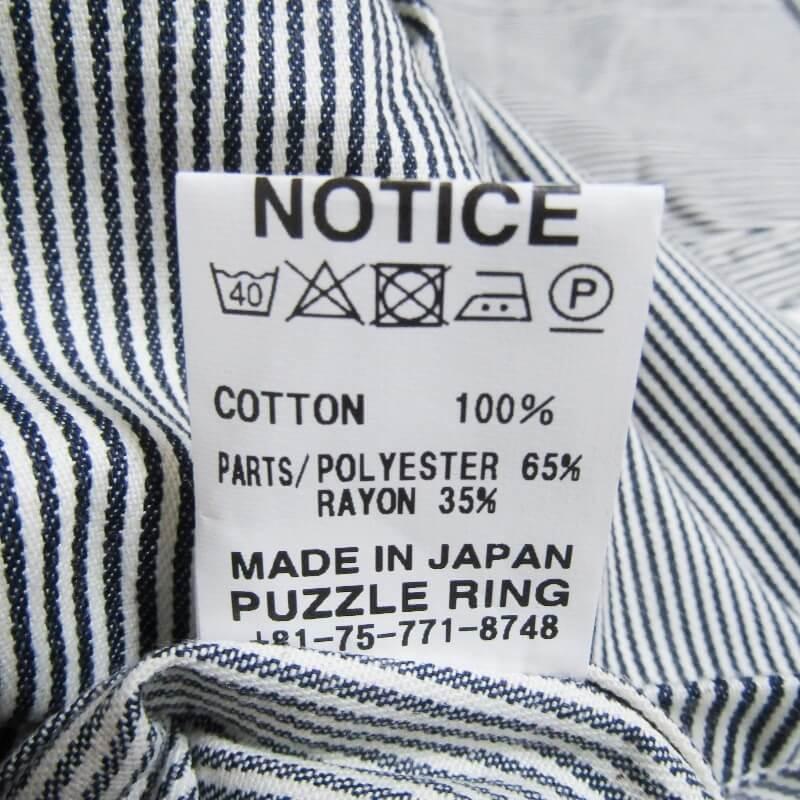 NOTICE
40 P
COTTON 100%
PARTS/POLYESTER 65%
RAYON 35%
MADE IN JAPAN
PUZZLE RING
+81-75-771-8748